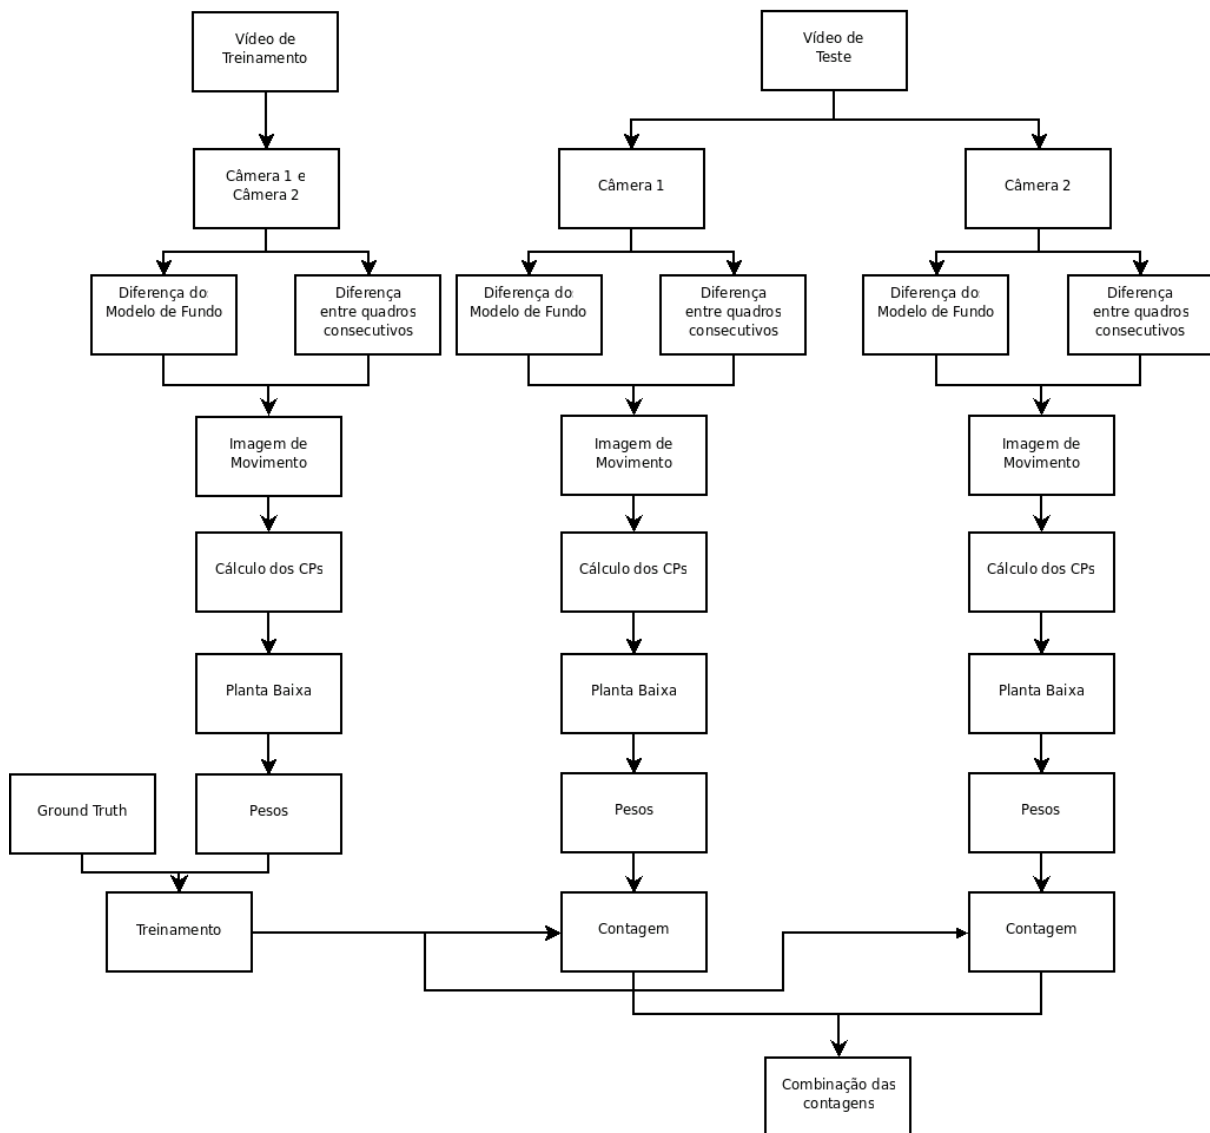 Vídeo de
Treinamento
Vídeo de
Teste
Câmera 1 e
Câmera 2
Câmera 1
Câmera 2
Diferença do
Modelo de Fundo
Diferença
entre quadros
consecutivos
Diferença do
Modelo de Fundo
Diferença
entre quadros
consecutivos
Diferença do
Modelo de Fundo
Diferença
entre quadros
consecutivos
Imagem de
Movimento
Imagem de
Movimento
Imagem de
Movimento
Cálculo dos CPs
Cálculo dos CPs
Cálculo dos CPs
Planta Baixa
Planta Baixa
Planta Baixa
Ground Truth
Pesos
Pesos
Pesos
Treinamento
Contagem
Contagem
Combinação das
contagens